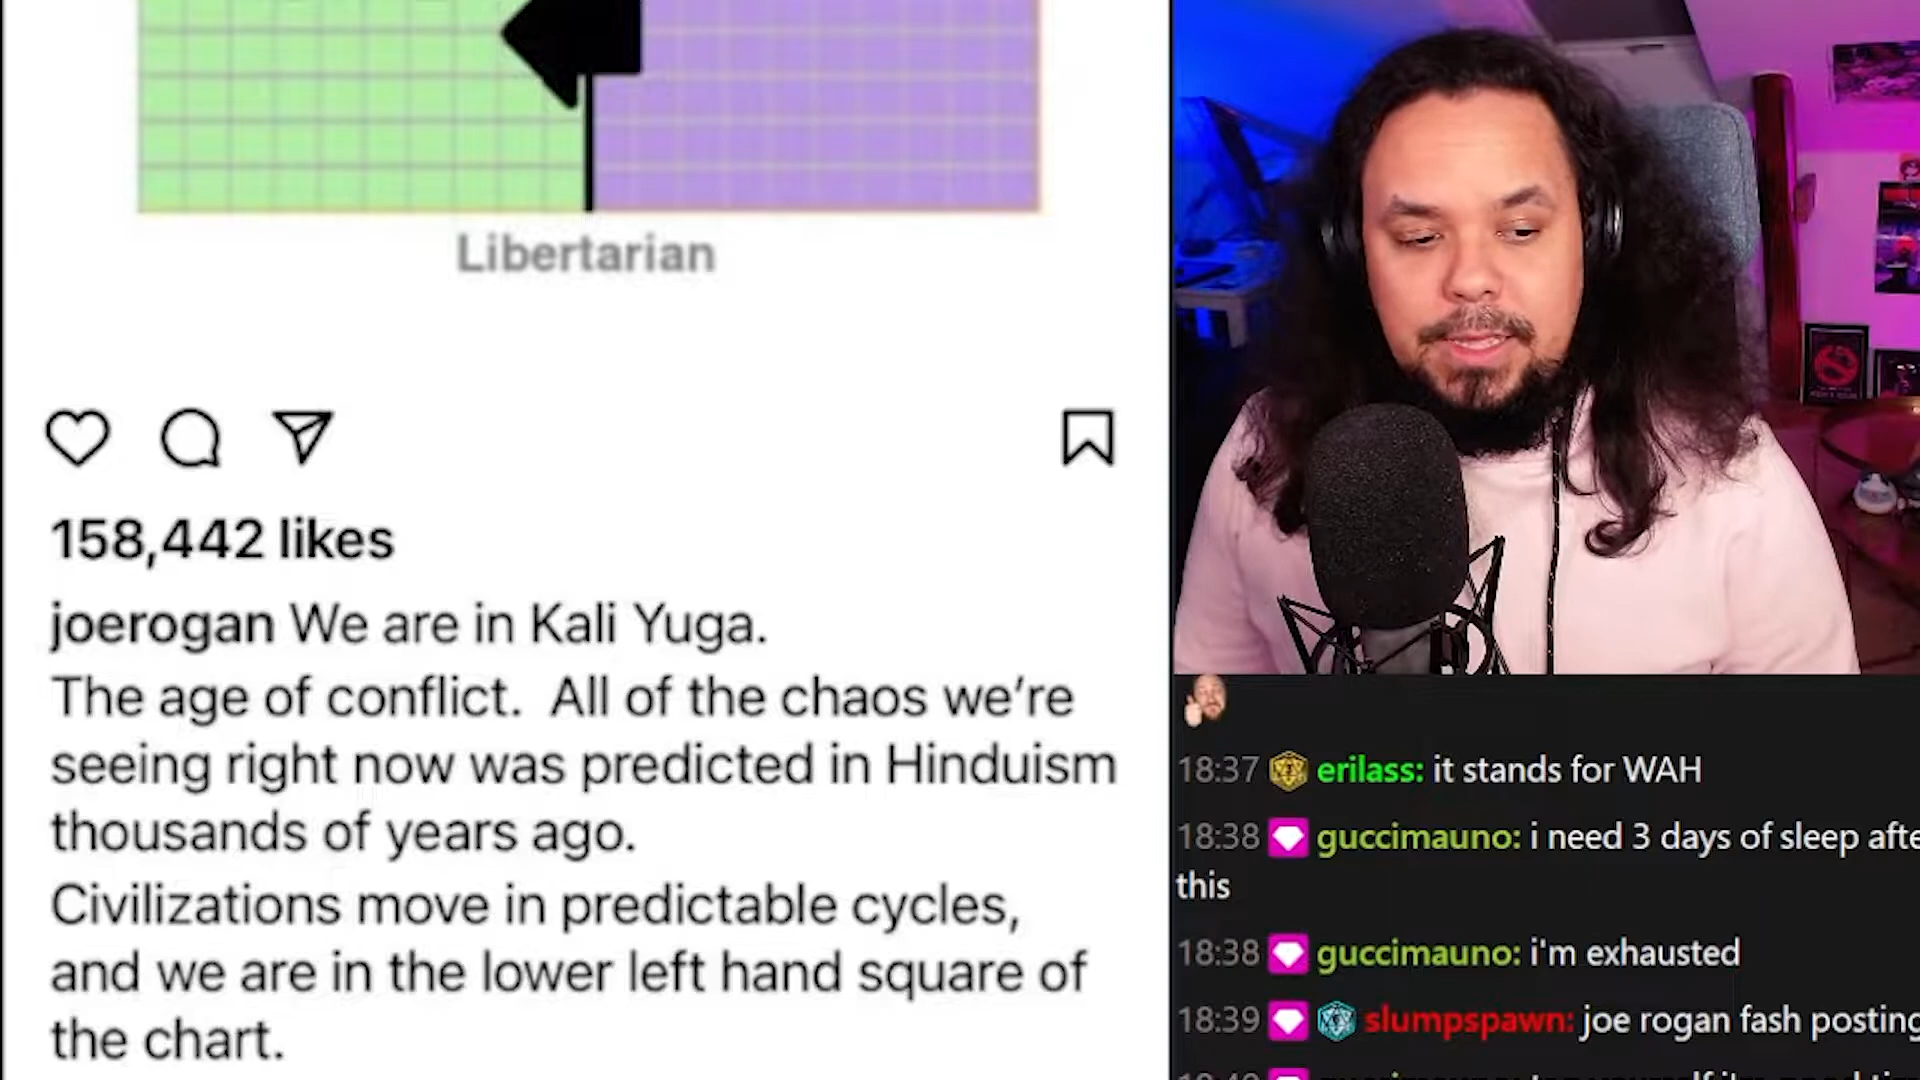 Libertarian
158,442 likes
joerogan We are in Kali Yuga.
The age of conflict.  All of the chaos we’re
seeing right now was predicted in Hinduism
thousands of years ago.
Civilizations move in predictable cycles,
and we are in the lower left hand square of
the chart.
18:37 erilass: it stands for WAH
18:38 guccimauno: i need 3 days of sleep afte
this
18:38 guccimauno: i'm exhausted
18:39 slumpspawn: joe rogan fash posting